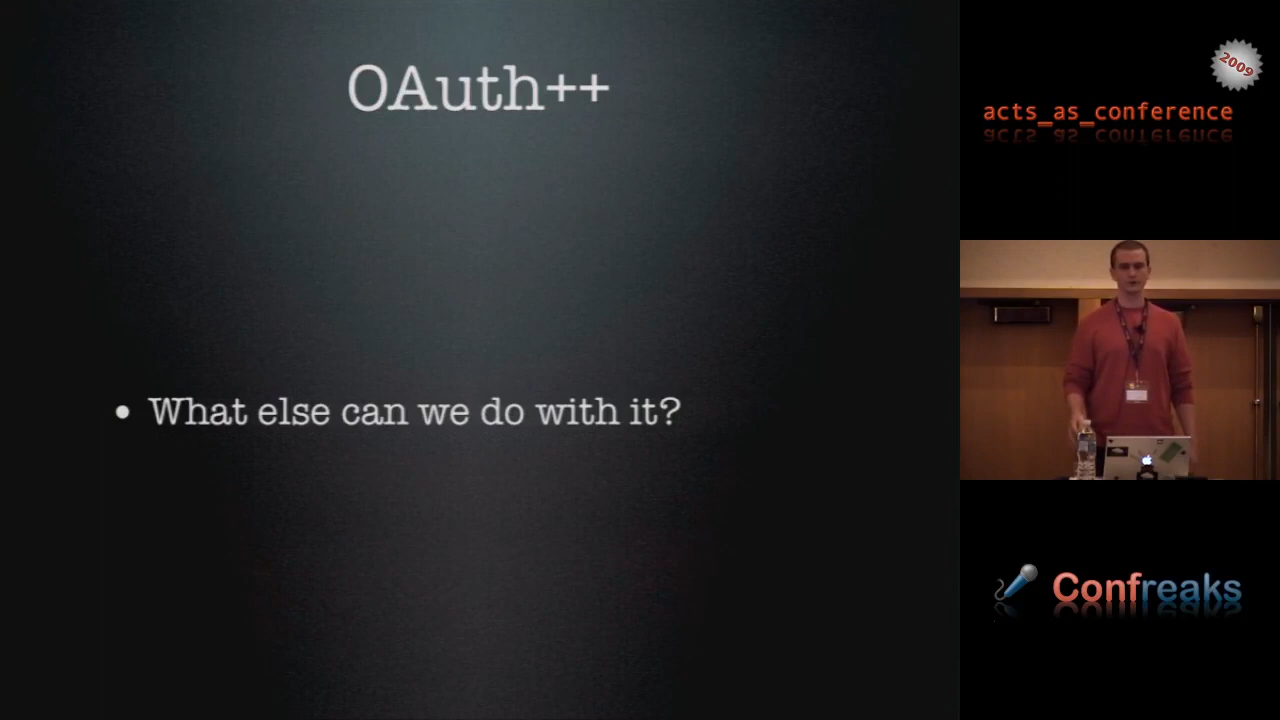 OAuth++
• What else can we do with it?
2009
acts_as_conference
Confreaks